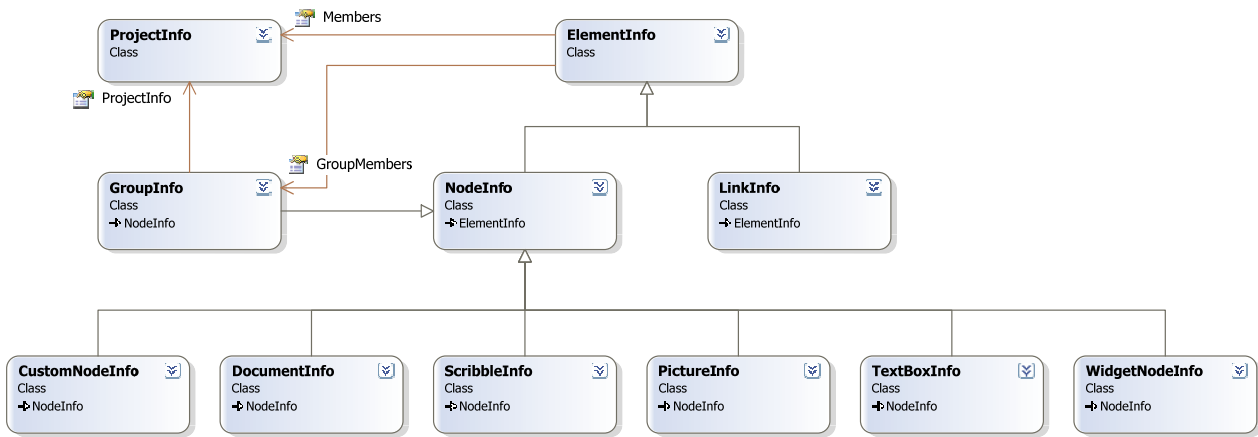 Members
ProjectInfo
Class
ElementInfo
Class
ProjectInfo
GroupMembers
GroupInfo
Class
NodeInfo
NodeInfo
Class
ElementInfo
LinkInfo
Class
ElementInfo
CustomNodeInfo
Class
NodeInfo
DocumentInfo
Class
NodeInfo
ScribbleInfo
Class
NodeInfo
PictureInfo
Class
NodeInfo
TextBoxInfo
Class
NodeInfo
WidgetNodeInfo
Class
NodeInfo